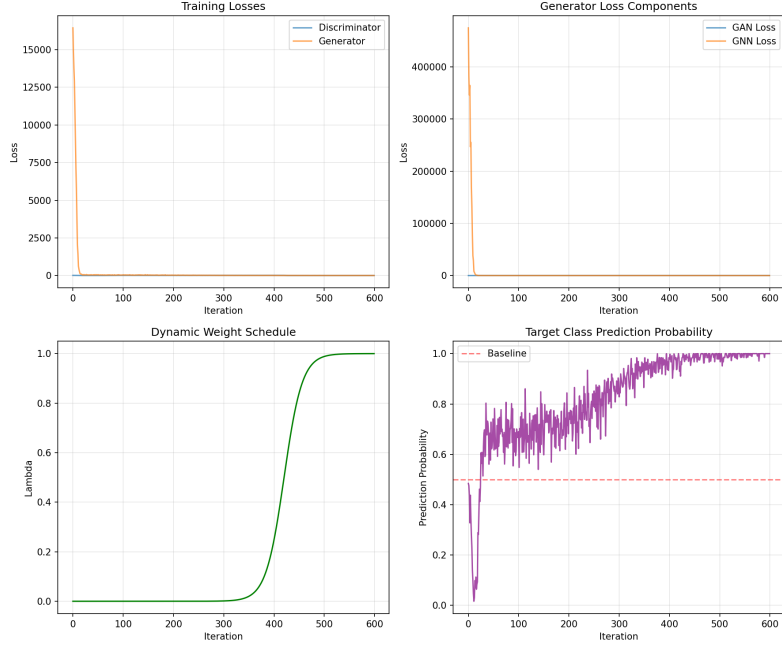 Training Losses
Discriminator
Generator
15000
12500
10000
7500
5000
2500
0
Loss
0 100 200 300 400 500 600
Iteration
Generator Loss Components
GAN Loss
GNN Loss
400000
300000
200000
100000
0
Loss
0 100 200 300 400 500 600
Iteration
Dynamic Weight Schedule
1.0
0.8
0.6
0.4
0.2
0.0
Lambda
0 100 200 300 400 500 600
Iteration
Target Class Prediction Probability
Baseline
1.0
0.8
0.6
0.4
0.2
0.0
Prediction Probability
0 100 200 300 400 500 600
Iteration